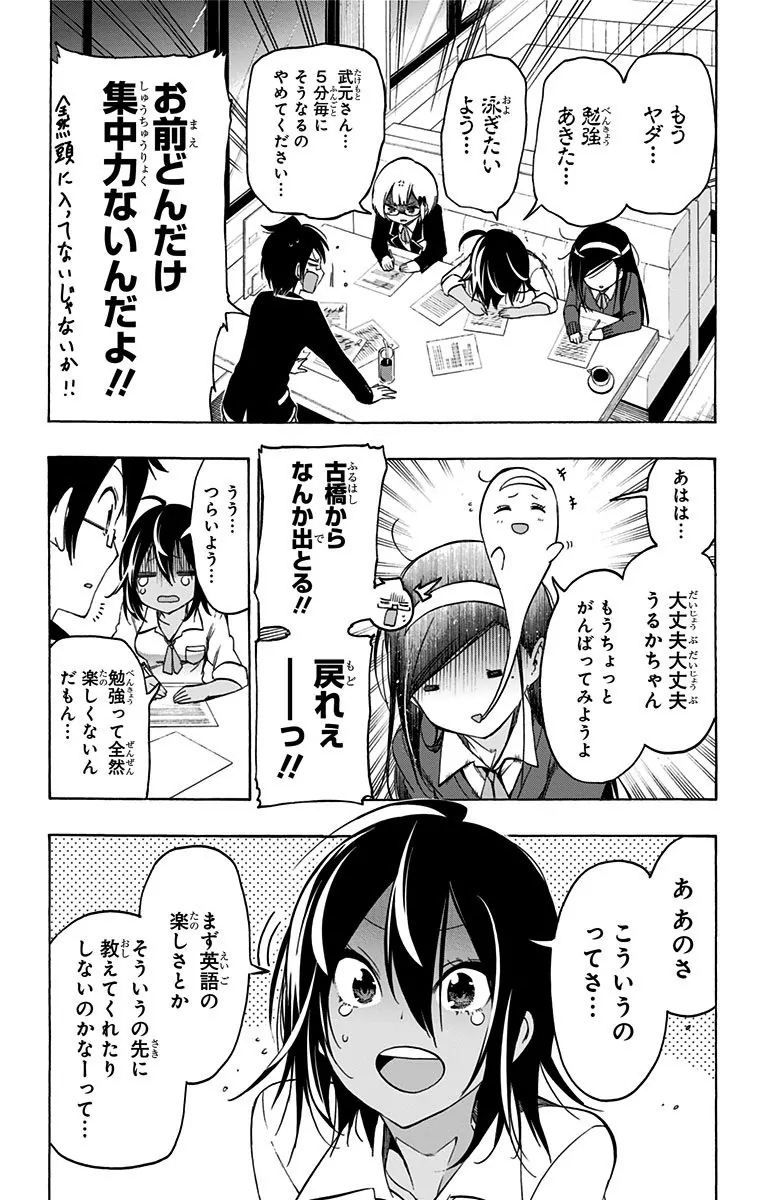 もう
ヤダ…
勉強
あきた…
泳ぎたい
よう…
武元さん…
５分毎に
そうなるの
やめてください…
お前どんだけ
集中力ないんだよ!!
全然頭に入ってないじゃないか!!
あはは…
大丈夫大丈夫
うるかちゃん
もうちょっと
がんばってみようよ
古橋から
なんか出とる!!
戻れぇ
ーーっ!!
うう…
つらいよう…
勉強って全然
楽しくないん
だもん…
ああのさ
こういうの
ってさ…
まず英語の
楽しさとか
そういうの先に
教えてくれたり
しないのかなーって…